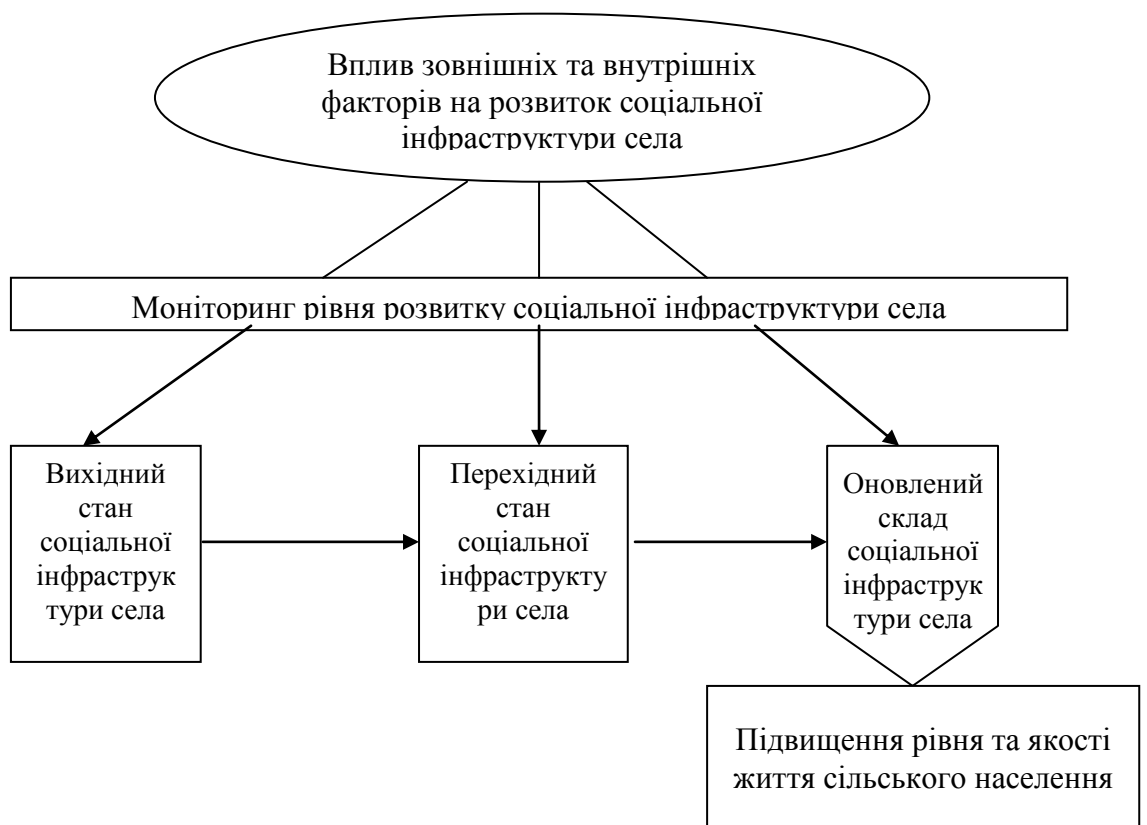 Вплив зовнішніх та внутрішніх
факторів на розвиток соціальної
інфраструктури села
Моніторинг рівня розвитку соціальної інфраструктури села
Вихідний
стан
соціальної
інфраструк
тури села
Перехідний
стан
соціальної
інфраструкту
ри села
Оновлений
склад
соціальної
інфраструк
тури села
Підвищення рівня та якості
життя сільського населення